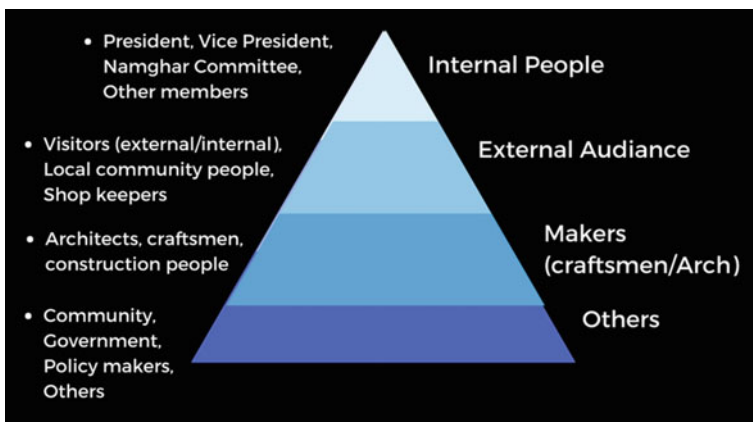 • President, Vice President,
Namghar Committee,
Other members
Internal People
• Visitors (external/internal),
Local community people,
Shop keepers
External Audiance
• Architects, craftsmen,
construction people
Makers
(craftsmen/Arch)
• Community,
Government,
Policy makers,
Others
Others